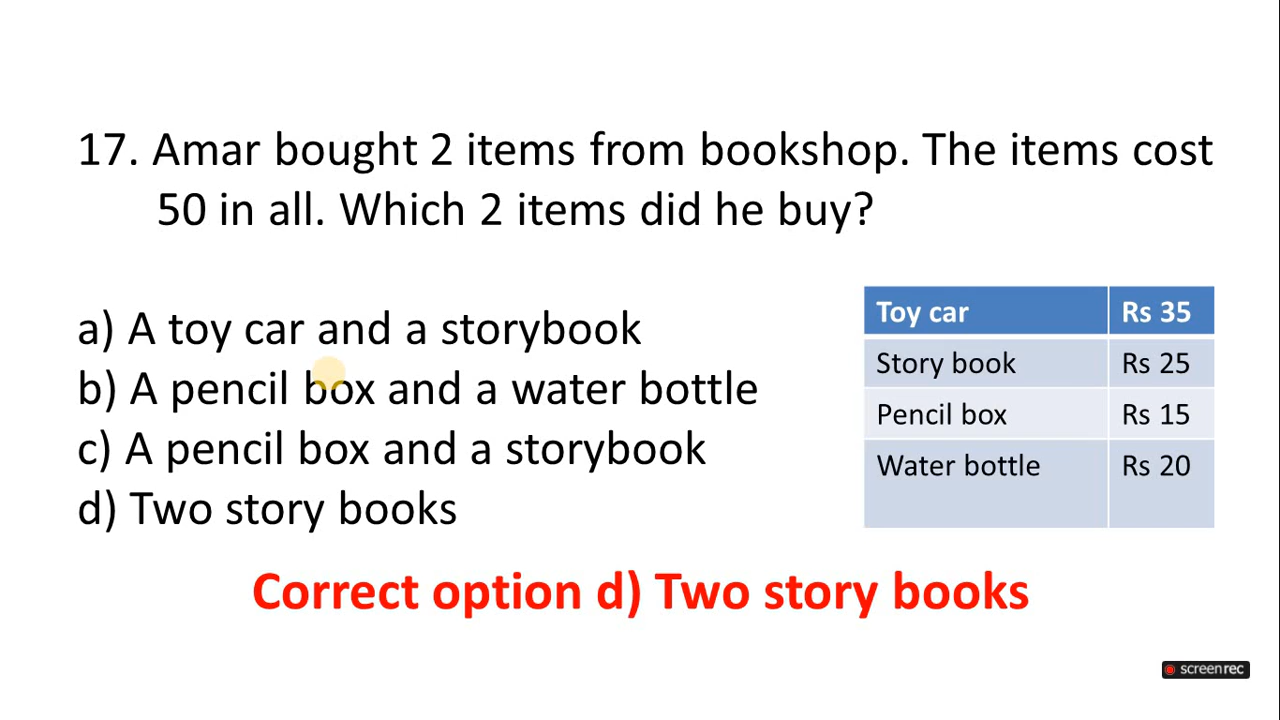 17. Amar bought 2 items from bookshop. The items cost
50 in all. Which 2 items did he buy?
a) A toy car and a storybook
b) A pencil box and a water bottle
c) A pencil box and a storybook
d) Two story books
Toy car Rs 35
Story book Rs 25
Pencil box Rs 15
Water bottle Rs 20
Correct option d) Two story books
screenrec